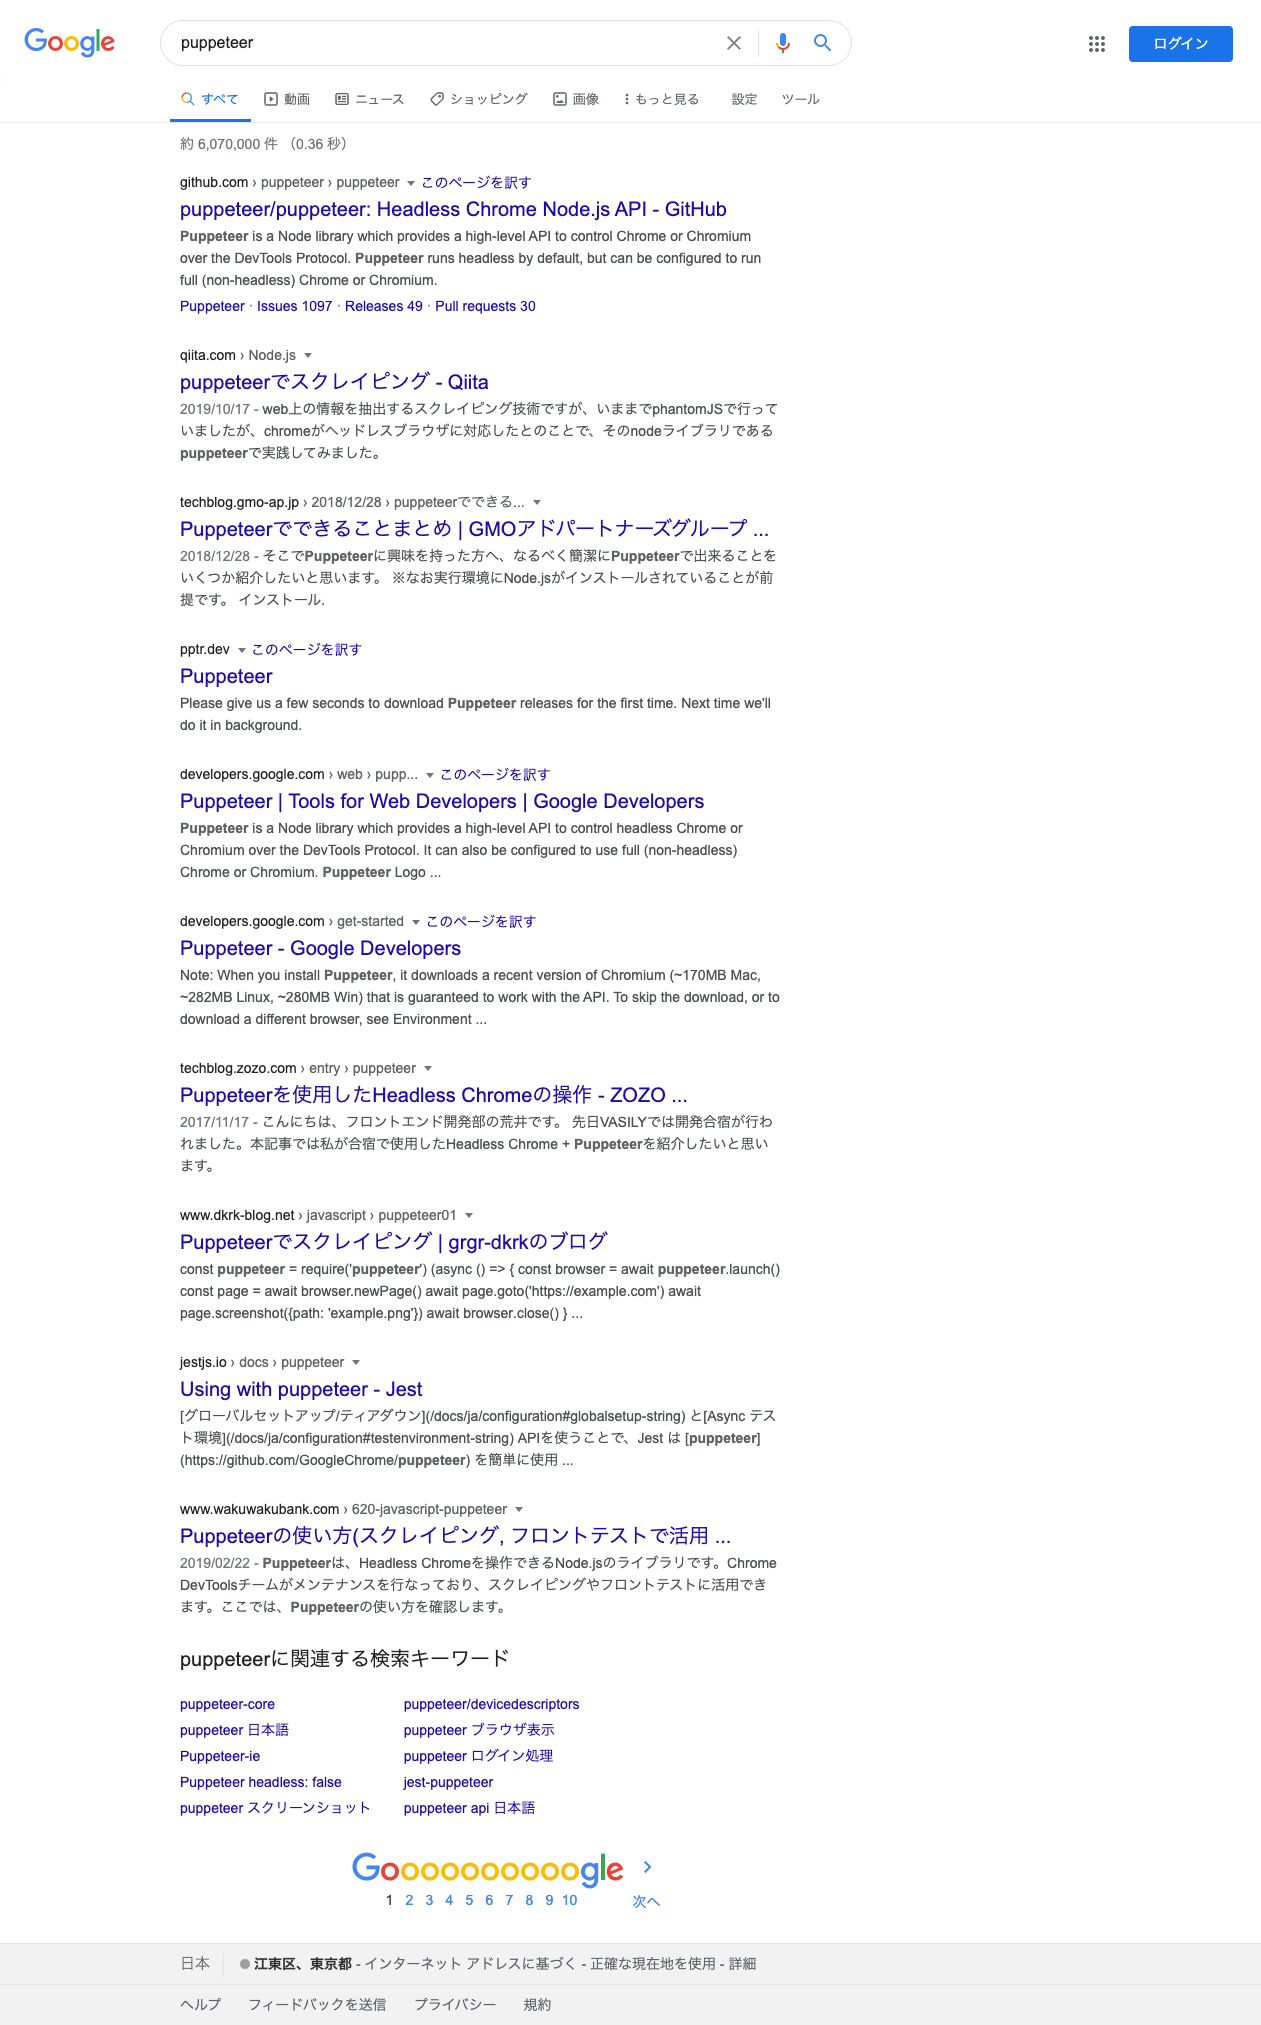 Google
puppeteer
ログイン
すべて 動画 ニュース ショッピング 画像 もっと見る 設定 ツール
約 6,070,000 件 （0.36 秒）
github.com › puppeteer › puppeteer このページを訳す
puppeteer/puppeteer: Headless Chrome Node.js API - GitHub
Puppeteer is a Node library which provides a high-level API to control Chrome or Chromium
over the DevTools Protocol. Puppeteer runs headless by default, but can be configured to run
full (non-headless) Chrome or Chromium.
Puppeteer · Issues 1097 · Releases 49 · Pull requests 30
qiita.com › Node.js
puppeteerでスクレイピング - Qiita
2019/10/17 - web上の情報を抽出するスクレイピング技術ですが、いままでphantomJSで行って
いましたが、chromeがヘッドレスブラウザに対応したとのことで、そのnodeライブラリである
puppeteerで実践してみました。
techblog.gmo-ap.jp › 2018/12/28 › puppeteerでできる...
Puppeteerでできることまとめ | GMOアドパートナーズグループ ...
2018/12/28 - そこでPuppeteerに興味を持った方へ、なるべく簡潔にPuppeteerで出来ることを
いくつか紹介したいと思います。 ※なお実行環境にNode.jsがインストールされていることが前
提です。 インストール.
pptr.dev このページを訳す
Puppeteer
Please give us a few seconds to download Puppeteer releases for the first time. Next time we'll
do it in background.
developers.google.com › web › pupp... このページを訳す
Puppeteer | Tools for Web Developers | Google Developers
Puppeteer is a Node library which provides a high-level API to control headless Chrome or
Chromium over the DevTools Protocol. It can also be configured to use full (non-headless)
Chrome or Chromium. Puppeteer Logo ...
developers.google.com › get-started このページを訳す
Puppeteer - Google Developers
Note: When you install Puppeteer, it downloads a recent version of Chromium (~170MB Mac,
~282MB Linux, ~280MB Win) that is guaranteed to work with the API. To skip the download, or to
download a different browser, see Environment ...
techblog.zozo.com › entry › puppeteer
Puppeteerを使用したHeadless Chromeの操作 - ZOZO ...
2017/11/17 - こんにちは、フロントエンド開発部の荒井です。 先日VASILYでは開発合宿が行わ
れました。本記事では私が合宿で使用したHeadless Chrome + Puppeteerを紹介したいと思い
ます。
www.dkrk-blog.net › javascript › puppeteer01
Puppeteerでスクレイピング | grgr-dkrkのブログ
const puppeteer = require('puppeteer') (async () => { const browser = await puppeteer.launch()
const page = await browser.newPage() await page.goto('https://example.com') await
page.screenshot({path: 'example.png'}) await browser.close() } ...
jestjs.io › docs › puppeteer
Using with puppeteer - Jest
[グローバルセットアップ/ティアダウン](/docs/ja/configuration#globalsetup-string) と[Async テス
ト環境](/docs/ja/configuration#testenvironment-string) APIを使うことで、Jest は [puppeteer]
(https://github.com/GoogleChrome/puppeteer) を簡単に使用 ...
www.wakuwakubank.com › 620-javascript-puppeteer
Puppeteerの使い方(スクレイピング, フロントテストで活用 ...
2019/02/22 - Puppeteerは、Headless Chromeを操作できるNode.jsのライブラリです。Chrome
DevToolsチームがメンテナンスを行なっており、スクレイピングやフロントテストに活用でき
ます。ここでは、Puppeteerの使い方を確認します。
puppeteerに関連する検索キーワード
puppeteer-core puppeteer/devicedescriptors
puppeteer 日本語 puppeteer ブラウザ表示
Puppeteer-ie puppeteer ログイン処理
Puppeteer headless: false jest-puppeteer
puppeteer スクリーンショット puppeteer api 日本語
Goooooooooogle
1 2 3 4 5 6 7 8 9 10 次へ
日本 江東区、東京都 - インターネット アドレスに基づく - 正確な現在地を使用 - 詳細
ヘルプ フィードバックを送信 プライバシー 規約